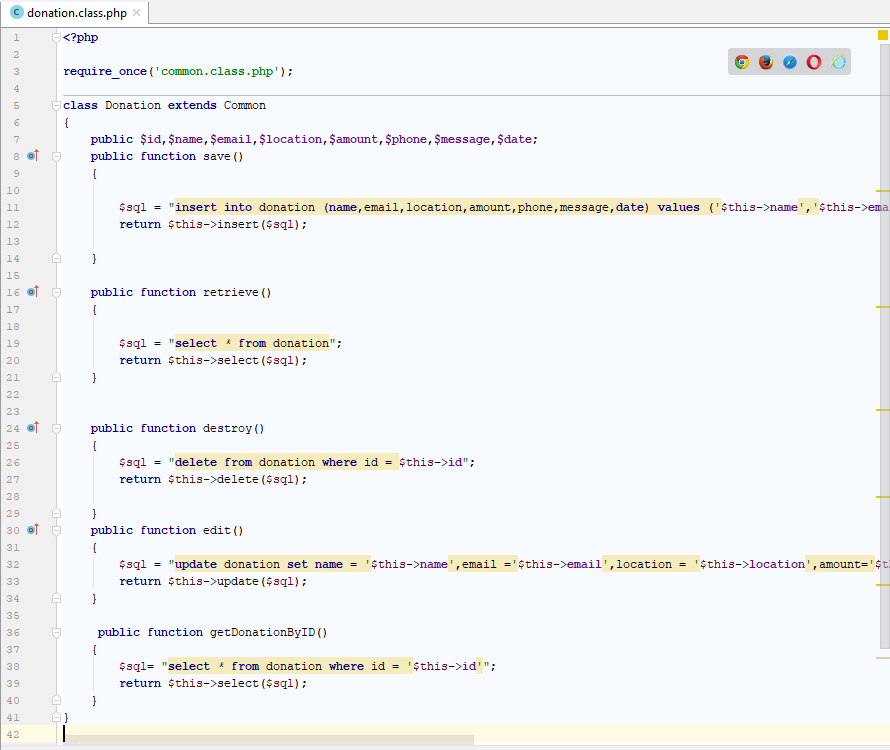 donation.class.php
1 <?php
2
3 require_once('common.class.php');
4
5 class Donation extends Common
6 {
7 public $id,$name,$email,$location,$amount,$phone,$message,$date;
8 public function save()
9 {
10
11 $sql = "insert into donation (name,email,location,amount,phone,message,date) values ('$this->name','$this->ema
12 return $this->insert($sql);
13
14 }
15
16 public function retrieve()
17 {
18
19 $sql = "select * from donation";
20 return $this->select($sql);
21 }
22
23
24 public function destroy()
25 {
26 $sql = "delete from donation where id = $this->id";
27 return $this->delete($sql);
28
29 }
30 public function edit()
31 {
32 $sql = "update donation set name = '$this->name',email ='$this->email',location = '$this->location',amount='$t
33 return $this->update($sql);
34 }
35
36 public function getDonationByID()
37 {
38 $sql= "select * from donation where id = '$this->id'";
39 return $this->select($sql);
40 }
41 }
42